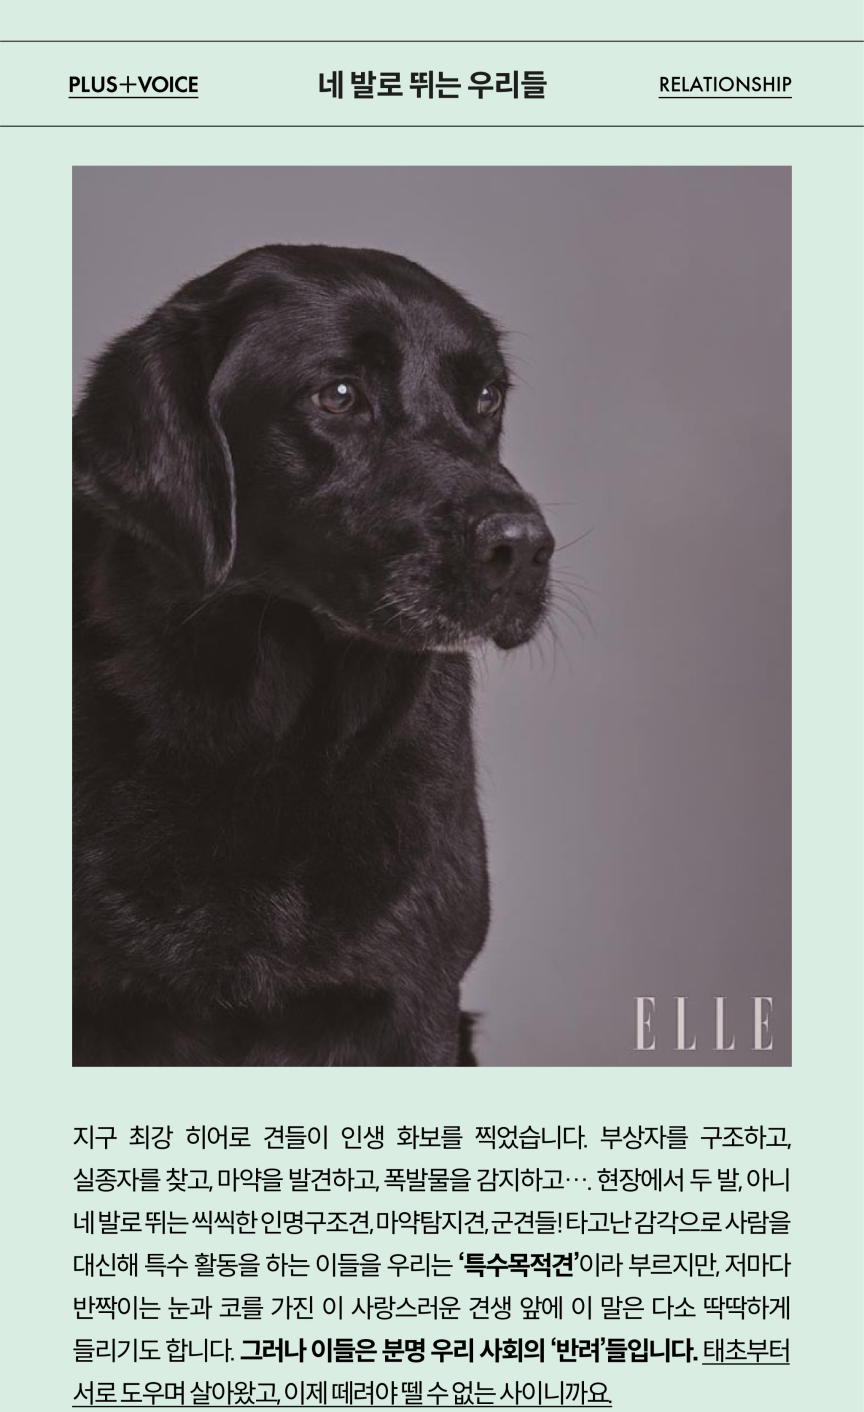 PLUS+VOICE
네 발로 뛰는 우리들
RELATIONSHIP
ELLE
지구 최강 히어로 견들이 인생 화보를 찍었습니다. 부상자를 구조하고,
실종자를 찾고, 마약을 발견하고, 폭발물을 감지하고…. 현장에서 두 발, 아니
네 발로 뛰는 씩씩한 인명구조견, 마약탐지견, 군견들! 타고난 감각으로 사람을
대신해 특수 활동을 하는 이들을 우리는 ‘특수목적견’이라 부르지만, 저마다
반짝이는 눈과 코를 가진 이 사랑스러운 견생 앞에 이 말은 다소 딱딱하게
들리기도 합니다. 그러나 이들은 분명 우리 사회의 ‘반려’들입니다. 태초부터
서로 도우며 살아왔고, 이제 떼려야 뗄 수 없는 사이니까요.